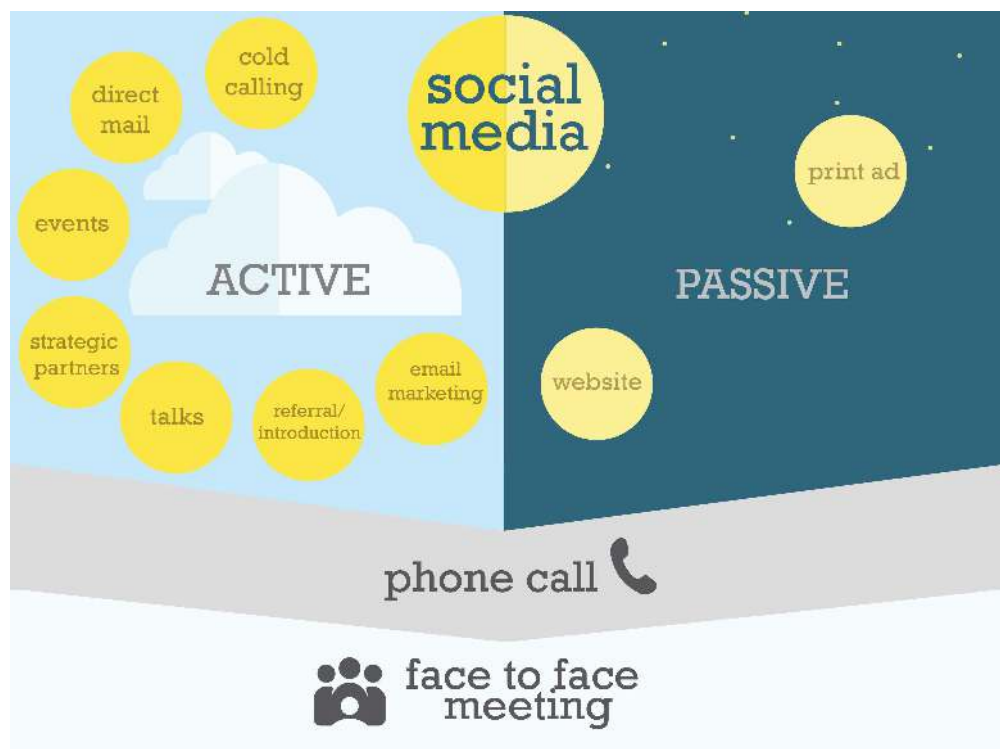 cold
calling
direct
mail
social
media
print ad
events
ACTIVE
PASSIVE
strategic
partners
talks
referral/
introduction
email
marketing
website
phone call
face to face
meeting